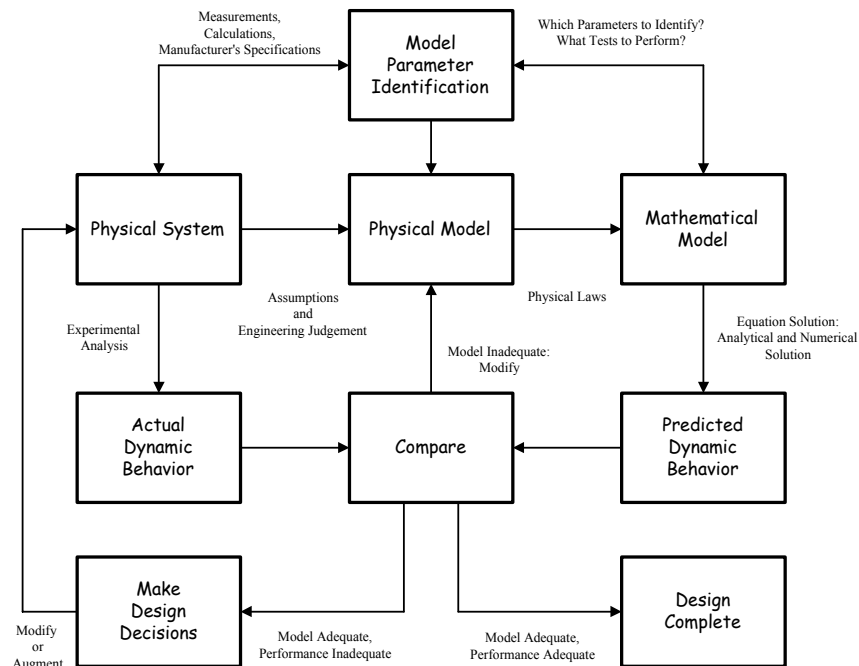 Measurements,
Calculations,
Manufacturer's Specifications
Model
Parameter
Identification
Which Parameters to Identify?
What Tests to Perform?
Physical System
Physical Model
Mathematical
Model
Assumptions
and
Engineering Judgement
Physical Laws
Experimental
Analysis
Model Inadequate:
Modify
Equation Solution:
Analytical and Numerical
Solution
Actual
Dynamic
Behavior
Compare
Predicted
Dynamic
Behavior
Make
Design
Decisions
Design
Complete
Modify
or
Augment
Model Adequate,
Performance Inadequate
Model Adequate,
Performance Adequate